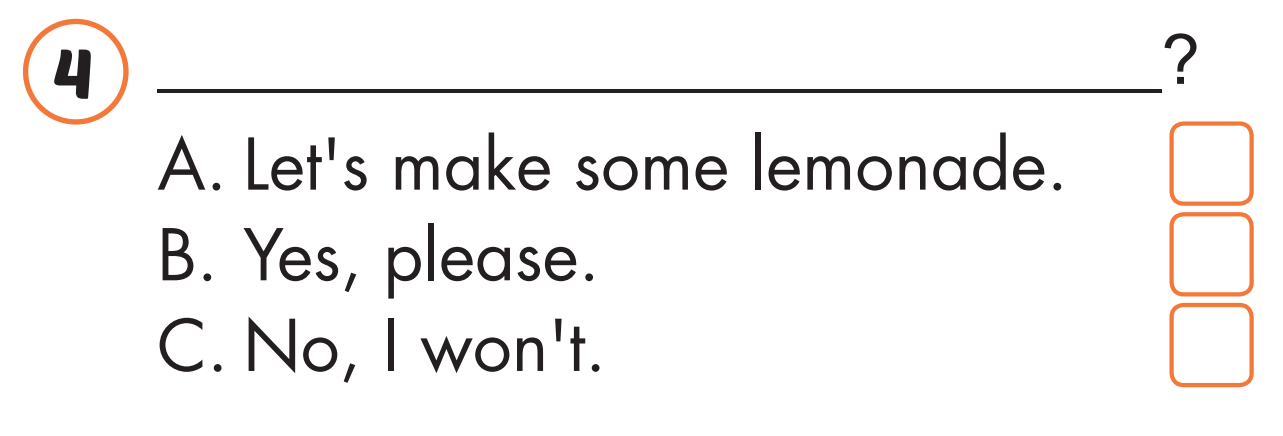 4 ?
A. Let's make some lemonade.
B. Yes, please.
C. No, I won't.